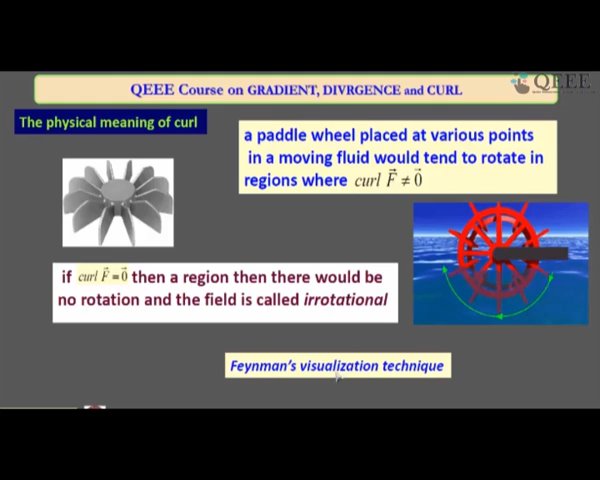 QEEE Course on GRADIENT, DIVRGENCE and CURL
QEEE
The physical meaning of curl
a paddle wheel placed at various points
in a moving fluid would tend to rotate in
regions where curl F⃗ ≠ 0⃗
if curl F⃗ = 0⃗ then a region then there would be
no rotation and the field is called irrotational
Feynman's visualization technique